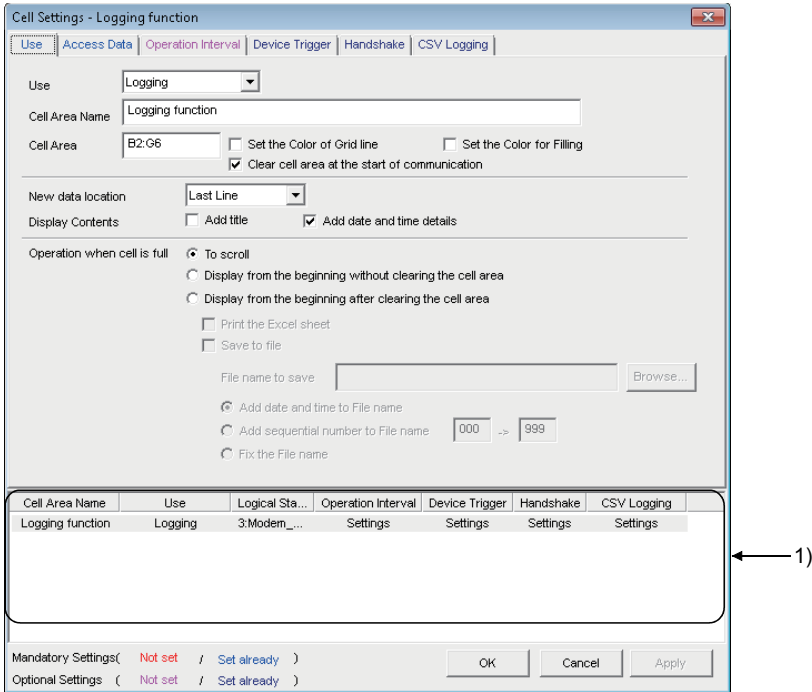 Cell Settings - Logging function
Use Access Data Operation Interval Device Trigger Handshake CSV Logging
Use Logging
Cell Area Name Logging function
Cell Area B2:G6 Set the Color of Grid line Set the Color for Filling
Clear cell area at the start of communication
New data location Last Line
Display Contents Add title Add date and time details
Operation when cell is full To scroll
Display from the beginning without clearing the cell area
Display from the beginning after clearing the cell area
Print the Excel sheet
Save to file
File name to save Browse...
Add date and time to File name
Add sequential number to File name 000 -> 999
Fix the File name
Cell Area Name Use Logical Sta... Operation Interval Device Trigger Handshake CSV Logging
Logging function Logging 3:Modem_... Settings Settings Settings Settings
1)
Mandatory Settings( Not set / Set already )
Optional Settings ( Not set / Set already )
OK Cancel Apply